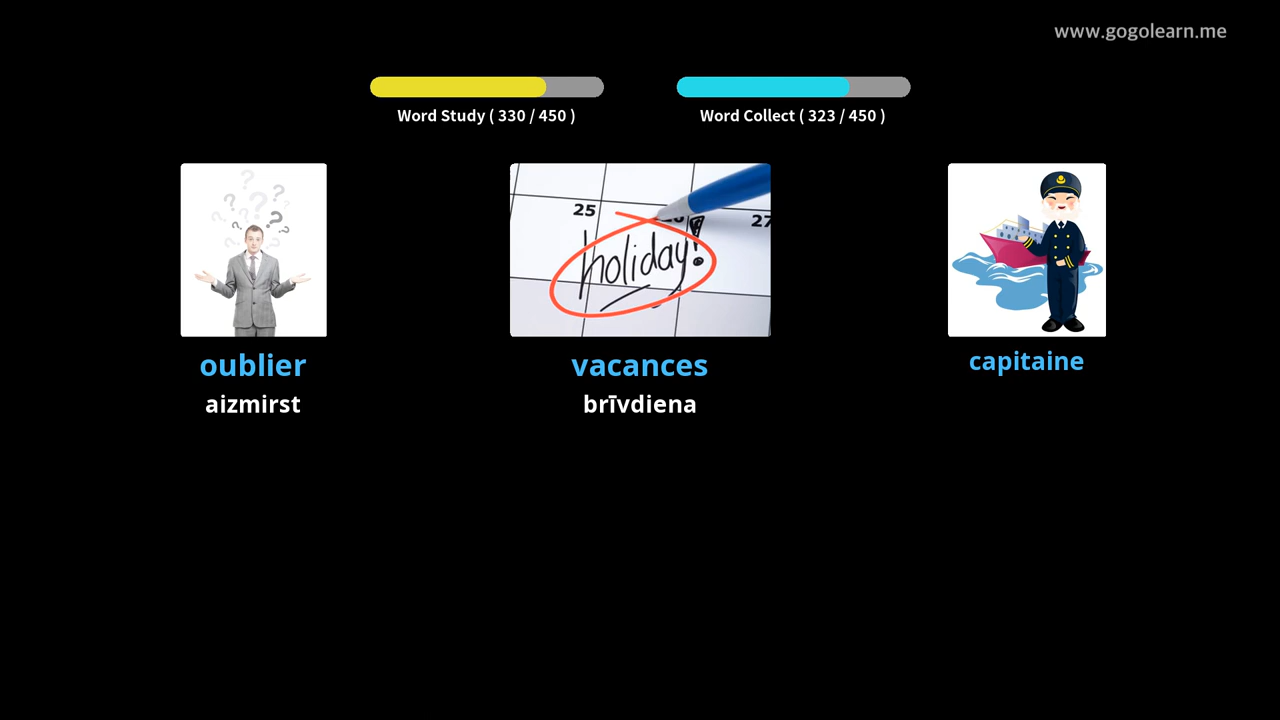 www.gogolearn.me
Word Study ( 330 / 450 )
Word Collect ( 323 / 450 )
25
27
holiday!
oublier
vacances
capitaine
aizmirst
brīvdiena